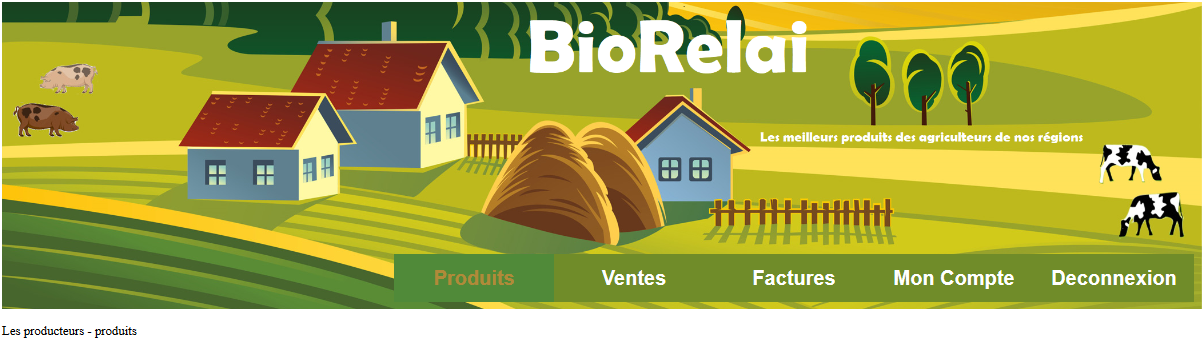 BioRelai
Les meilleurs produits des agriculteurs de nos régions
Produits Ventes Factures Mon Compte Deconnexion
Les producteurs - produits